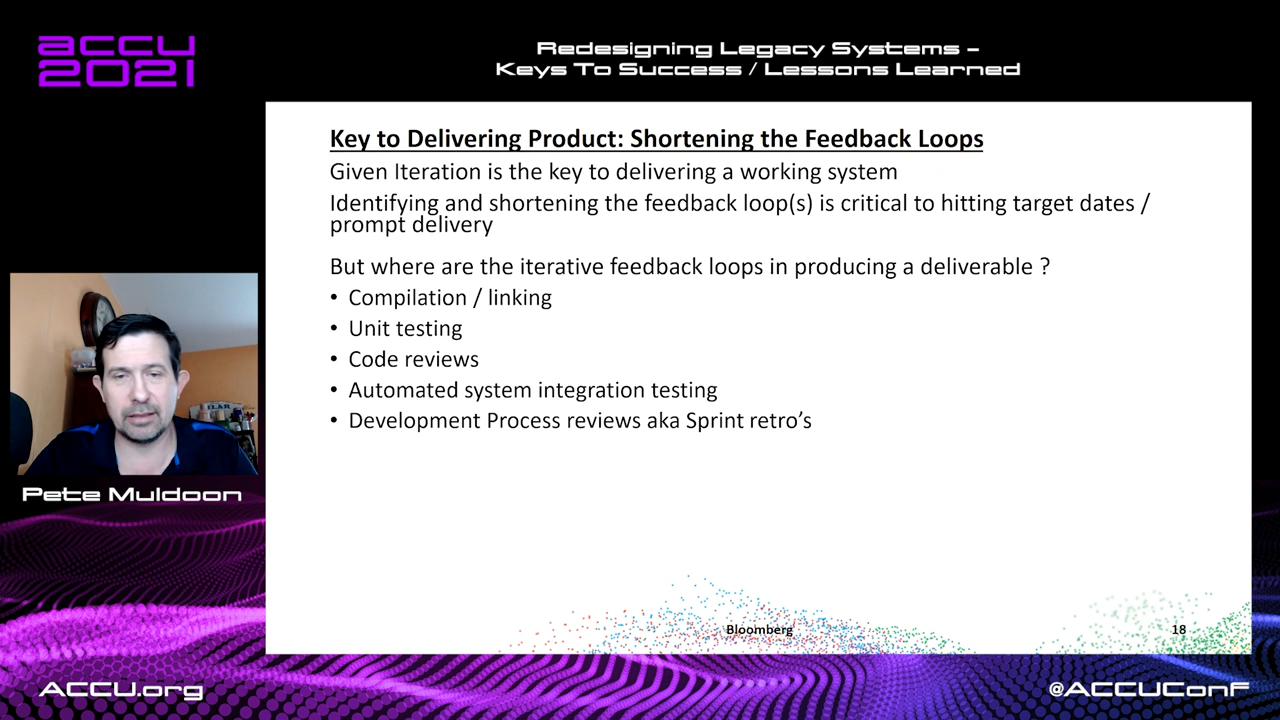 accu
2021
Redesigning Legacy Systems –
Keys To Success / Lessons Learned
Key to Delivering Product: Shortening the Feedback Loops
Given Iteration is the key to delivering a working system
Identifying and shortening the feedback loop(s) is critical to hitting target dates /
prompt delivery
But where are the iterative feedback loops in producing a deliverable ?
• Compilation / linking
• Unit testing
• Code reviews
• Automated system integration testing
• Development Process reviews aka Sprint retro’s
Pete Muldoon
Bloomberg
18
ACCU.org
@ACCUConf